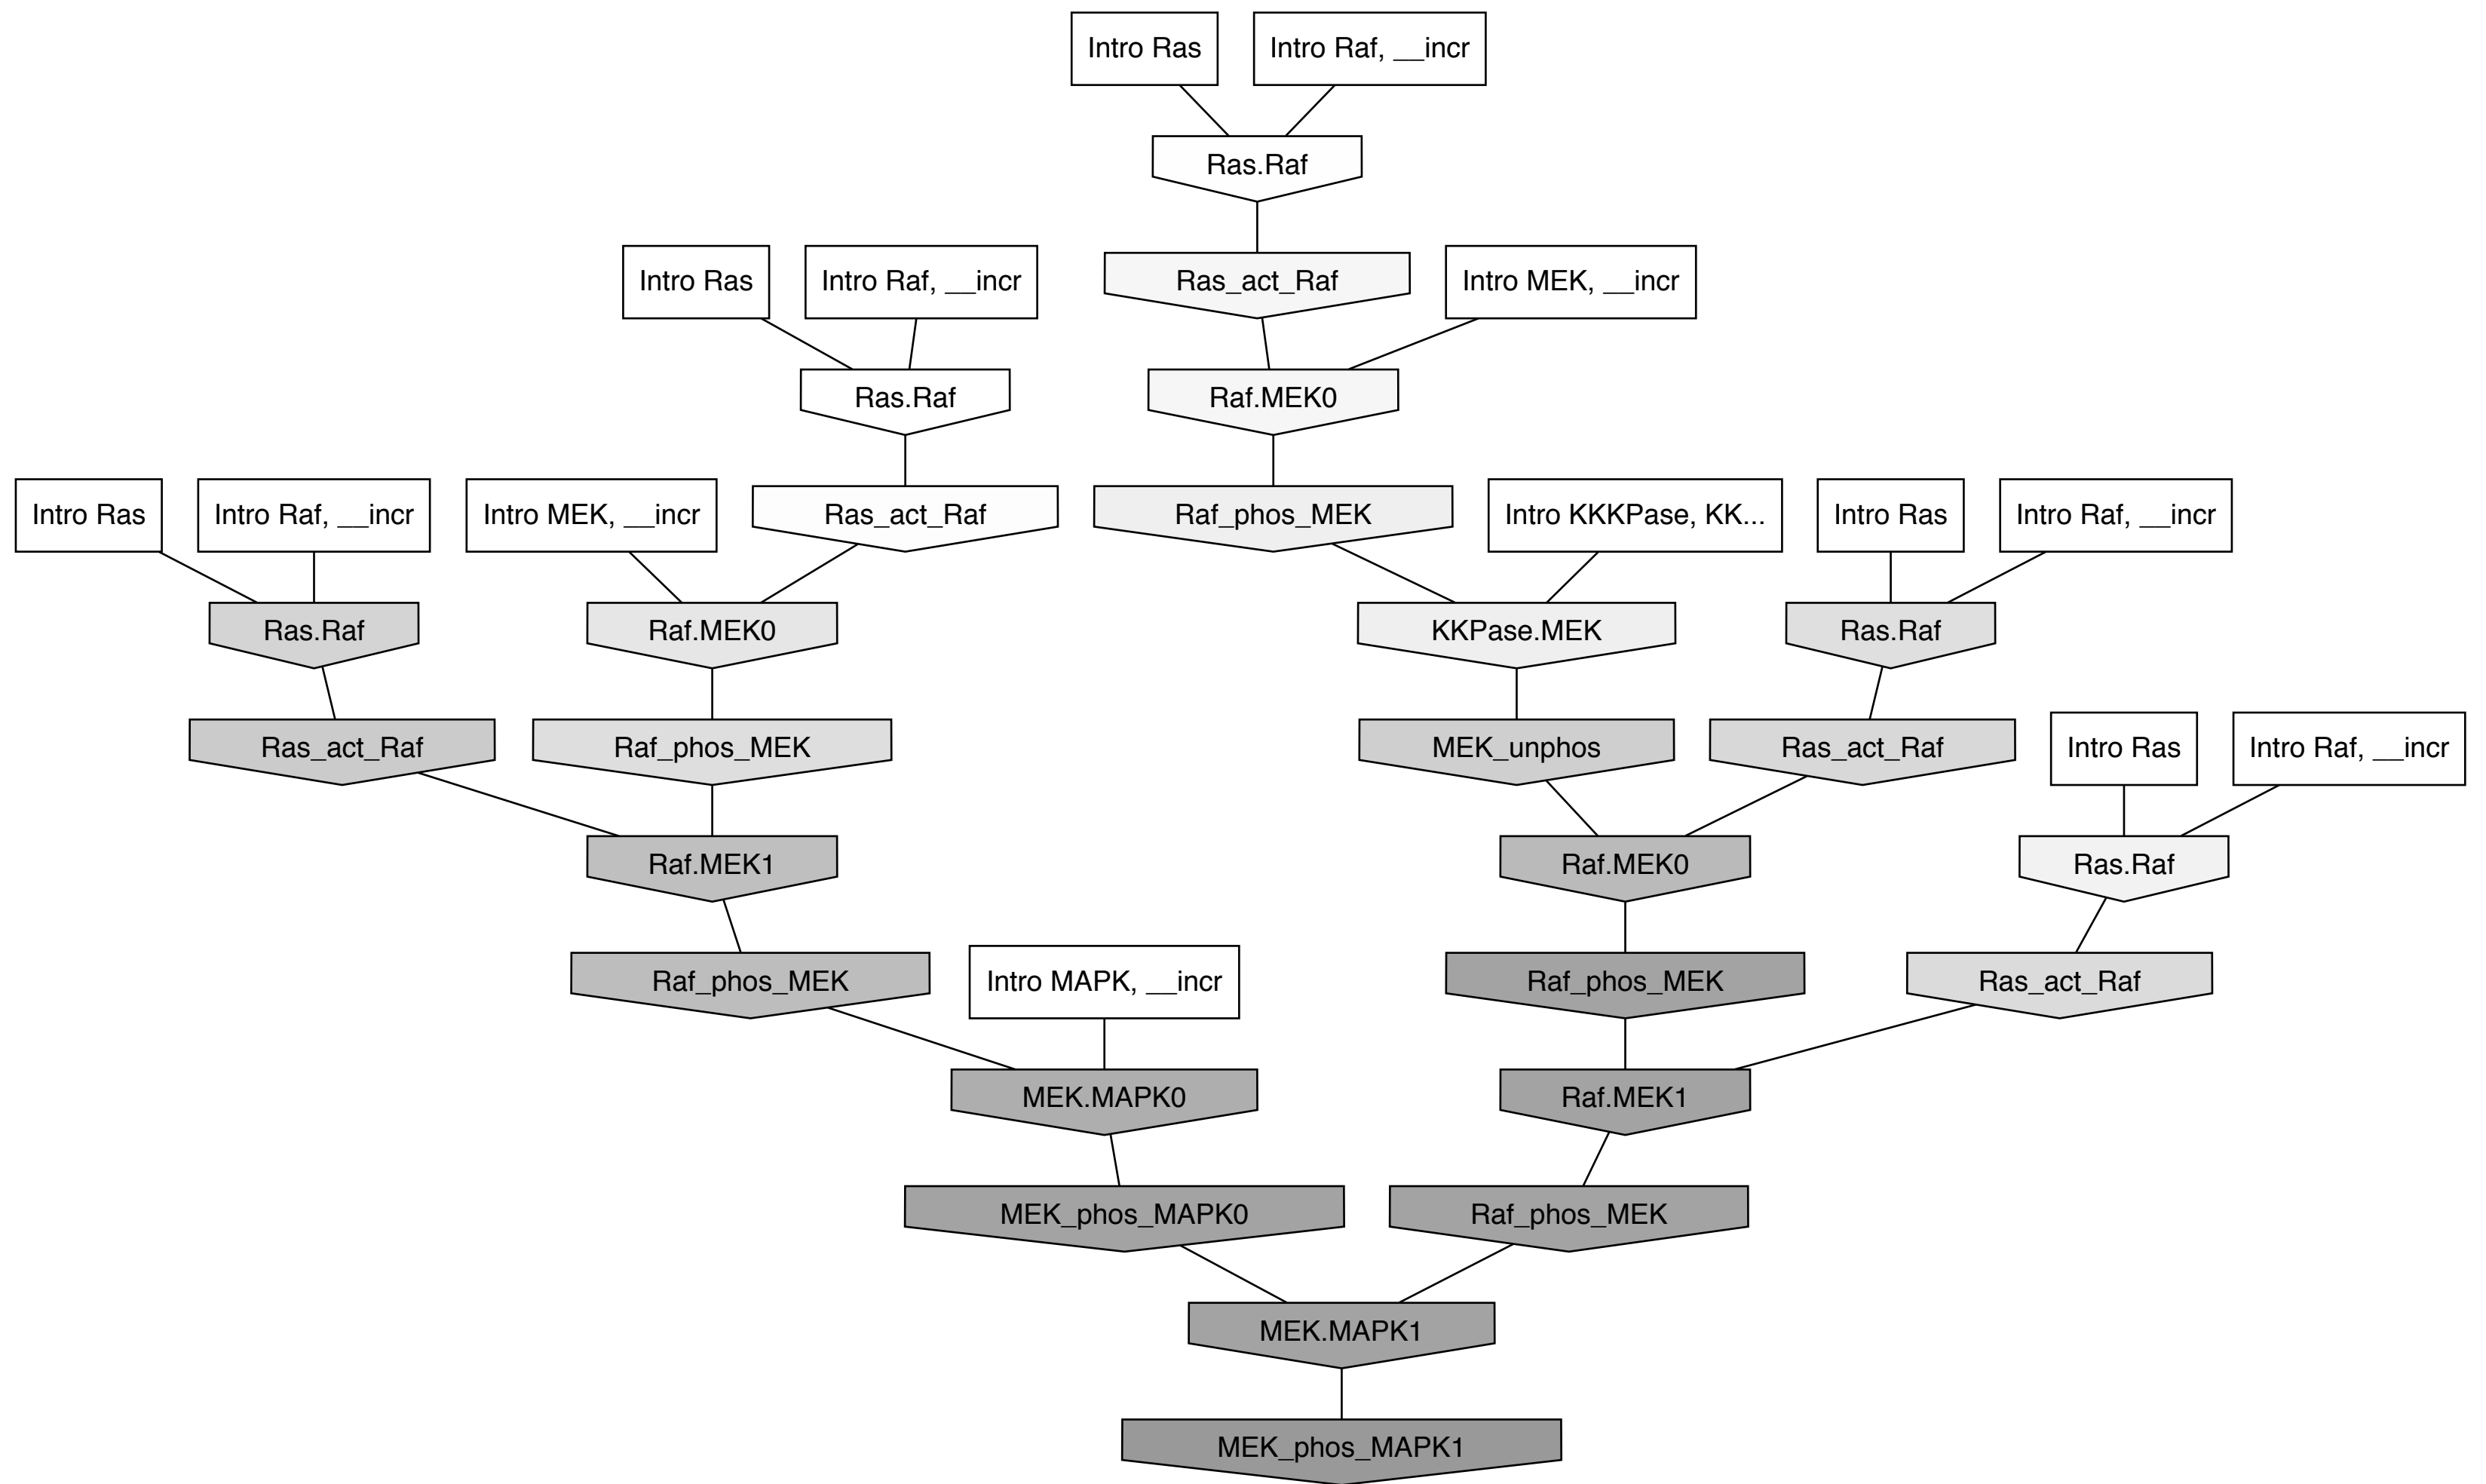 Intro Ras
Intro Raf, __incr
Ras.Raf
Intro Ras
Intro Raf, __incr
Ras_act_Raf
Intro MEK, __incr
Ras.Raf
Raf.MEK0
Intro Ras
Intro Raf, __incr
Intro MEK, __incr
Ras_act_Raf
Raf_phos_MEK
Intro KKKPase, KK...
Intro Ras
Intro Raf, __incr
Ras.Raf
Raf.MEK0
KKPase.MEK
Ras.Raf
Ras_act_Raf
Raf_phos_MEK
MEK_unphos
Ras_act_Raf
Intro Ras
Intro Raf, __incr
Raf.MEK1
Raf.MEK0
Ras.Raf
Raf_phos_MEK
Intro MAPK, __incr
Raf_phos_MEK
Ras_act_Raf
MEK.MAPK0
Raf.MEK1
MEK_phos_MAPK0
Raf_phos_MEK
MEK.MAPK1
MEK_phos_MAPK1